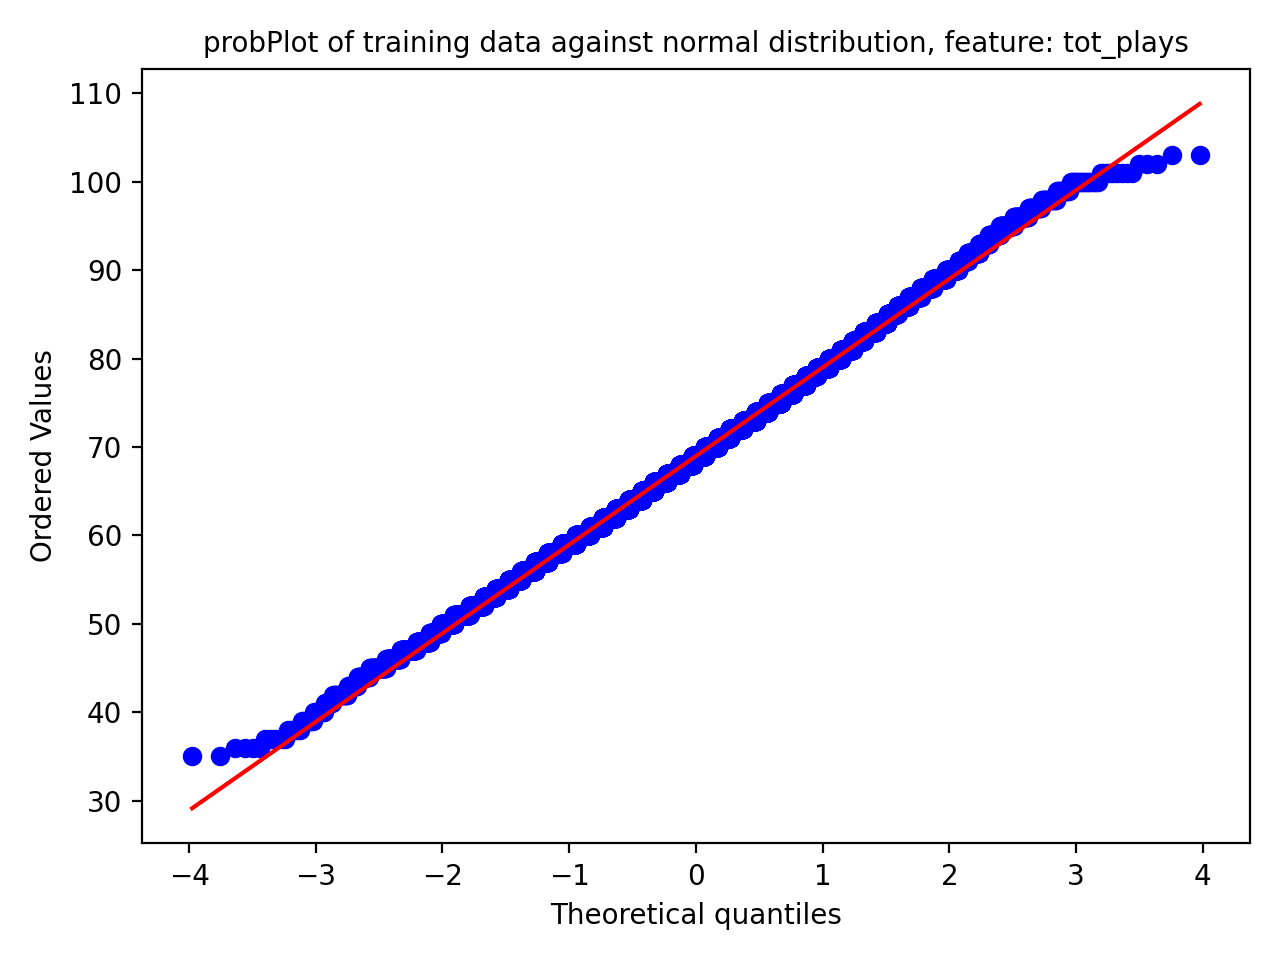 probPlot of training data against normal distribution, feature: tot_plays
110
100
90
80
70
60
50
40
30
Ordered Values
−4 −3 −2 −1 0 1 2 3 4
Theoretical quantiles